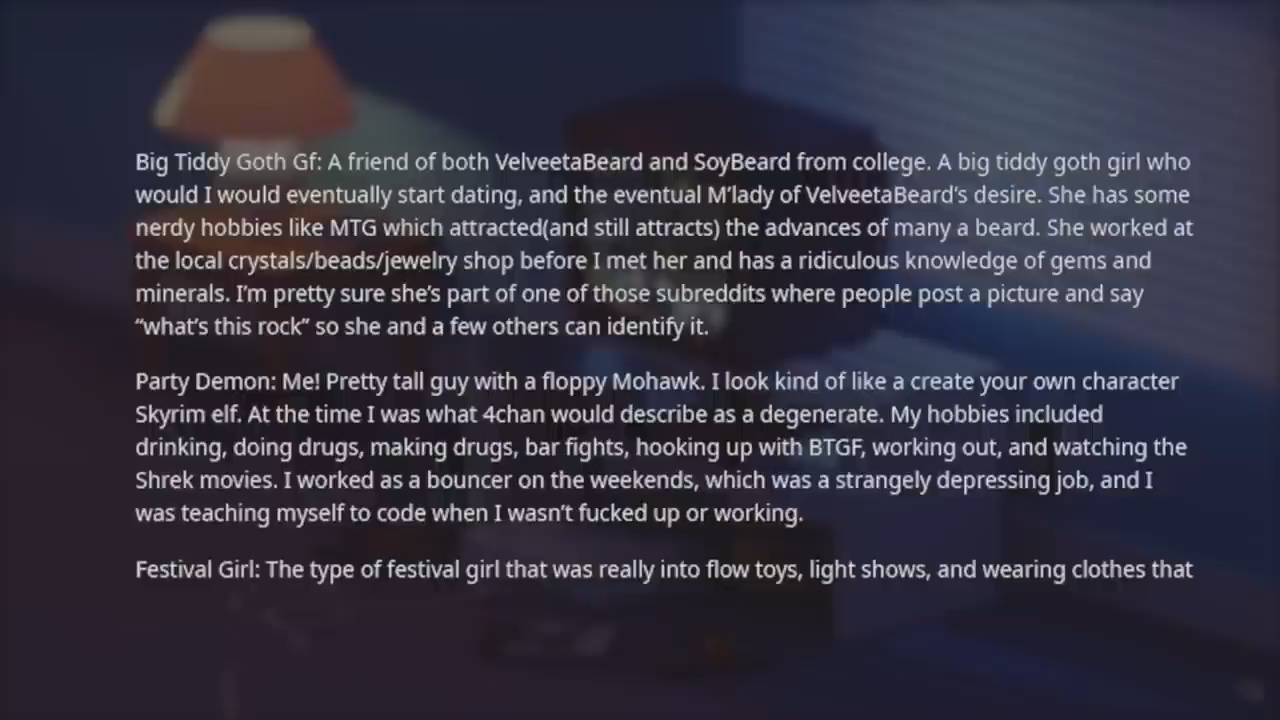 Big Tiddy Goth Gf: A friend of both VelveetaBeard and SoyBeard from college. A big tiddy goth girl who
would I would eventually start dating, and the eventual M'lady of VelveetaBeard's desire. She has some
nerdy hobbies like MTG which attracted(and still attracts) the advances of many a beard. She worked at
the local crystals/beads/jewelry shop before I met her and has a ridiculous knowledge of gems and
minerals. I'm pretty sure she's part of one of those subreddits where people post a picture and say
“what's this rock” so she and a few others can identify it.
Party Demon: Me! Pretty tall guy with a floppy Mohawk. I look kind of like a create your own character
Skyrim elf. At the time I was what 4chan would describe as a degenerate. My hobbies included
drinking, doing drugs, making drugs, bar fights, hooking up with BTGF, working out, and watching the
Shrek movies. I worked as a bouncer on the weekends, which was a strangely depressing job, and I
was teaching myself to code when I wasn't fucked up or working.
Festival Girl: The type of festival girl that was really into flow toys, light shows, and wearing clothes that